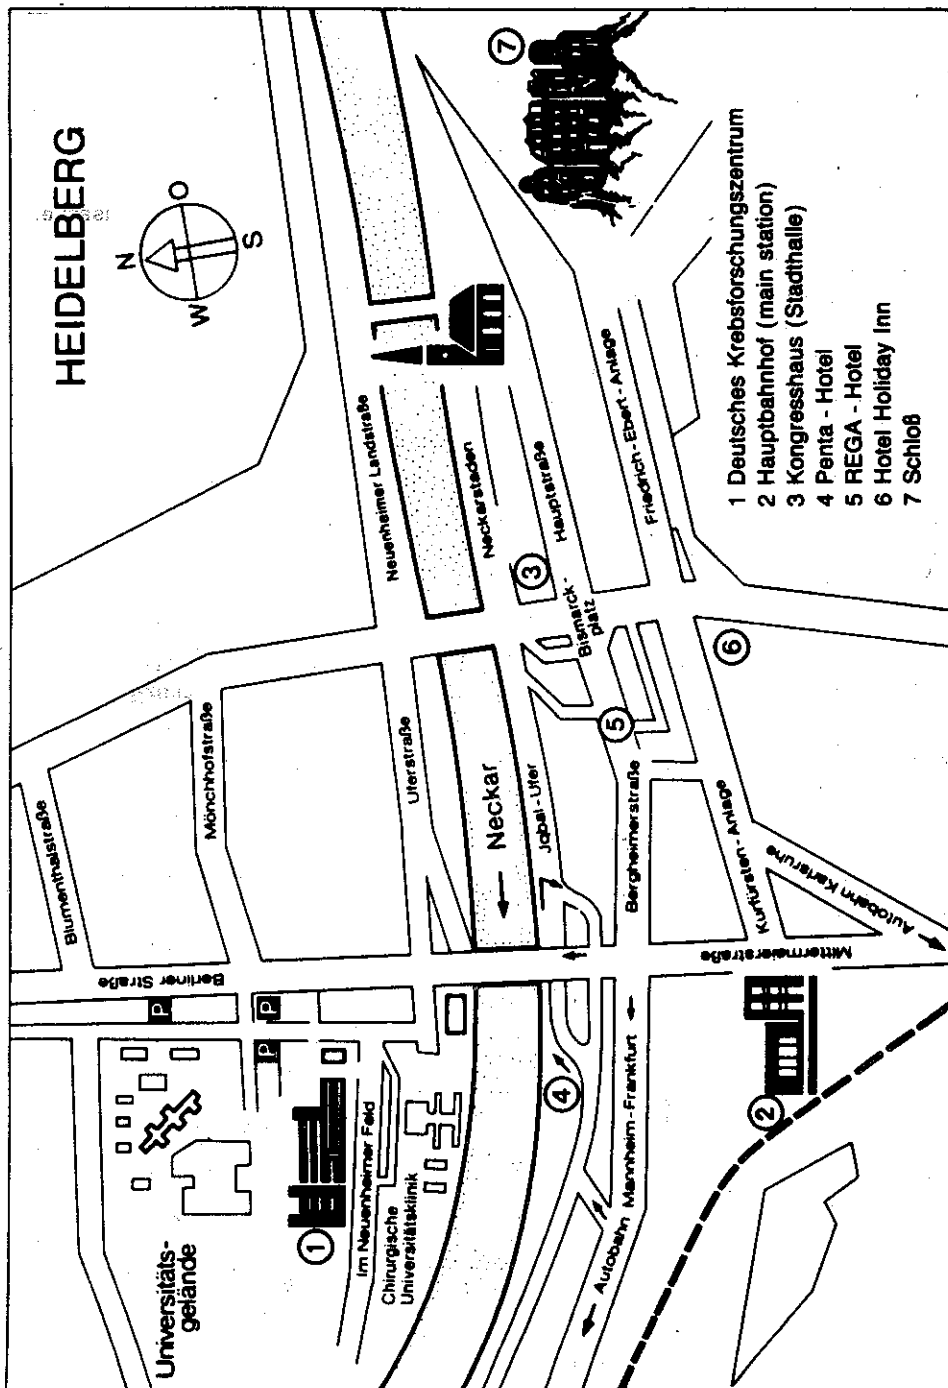 HEIDELBERG
N
O
S
W
Universitäts-
gelände
Blumenthalstraße
Mönchhofstraße
Berliner Straße
P
P
P
1
Im Neuenheimer Feld
Chirurgische
Universitätsklinik
Uferstraße
Neuenheimer Landstraße
Neckar
Neckarstaden
Jqbal-Ufer
Hauptstraße
3
Bismarck-
platz
4
5
Bergheimerstraße
Friedrich-Ebert-Anlage
Autobahn Mannheim-Frankfurt
Kurfürsten-Anlage
Mittermaierstraße
Autobahn Karlsruhe
2
6
7
1 Deutsches Krebsforschungszentrum
2 Hauptbahnhof (main station)
3 Kongresshaus (Stadthalle)
4 Penta - Hotel
5 REGA - Hotel
6 Hotel Holiday Inn
7 Schloß